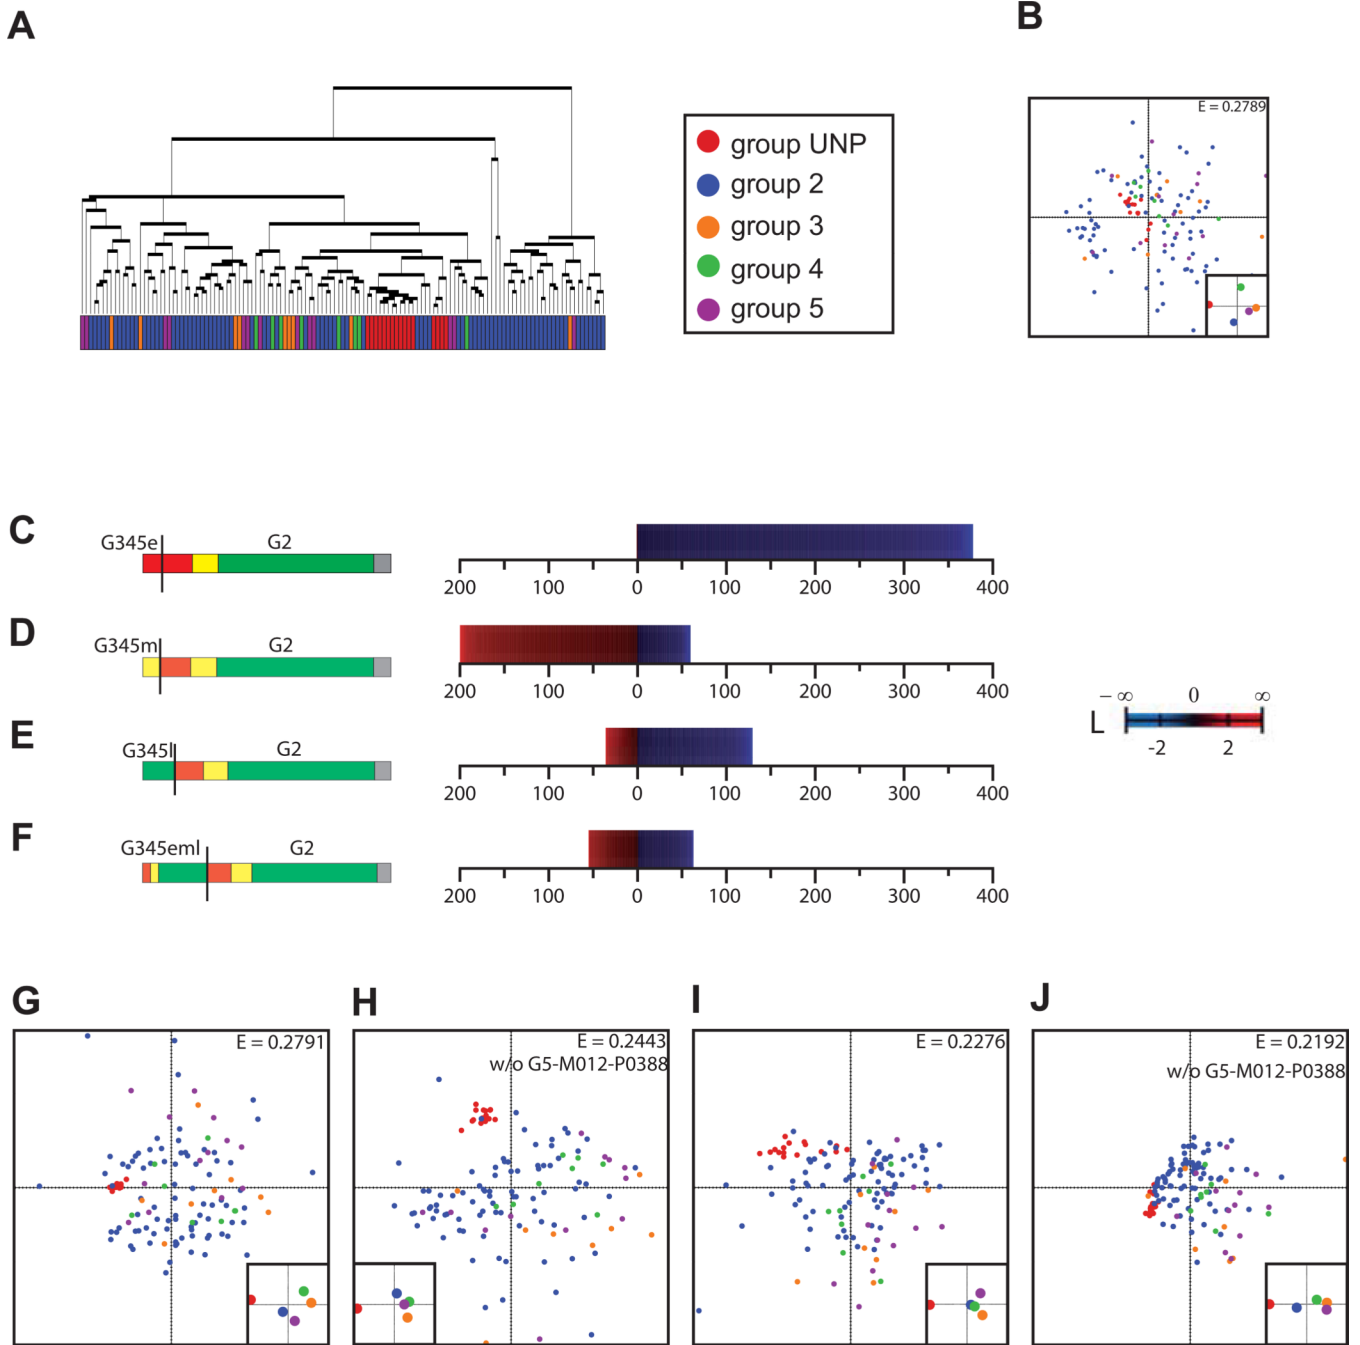 A
B
group UNP
group 2
group 3
group 4
group 5
E = 0.2789
C
G345e
G2
200 100 0 100 200 300 400
D
G345m
G2
200 100 0 100 200 300 400
E
G345l
G2
200 100 0 100 200 300 400
F
G345eml
G2
200 100 0 100 200 300 400
− ∞ 0 ∞
L
-2 2
G
E = 0.2791
H
E = 0.2443
w/o G5-M012-P0388
I
E = 0.2276
J
E = 0.2192
w/o G5-M012-P0388